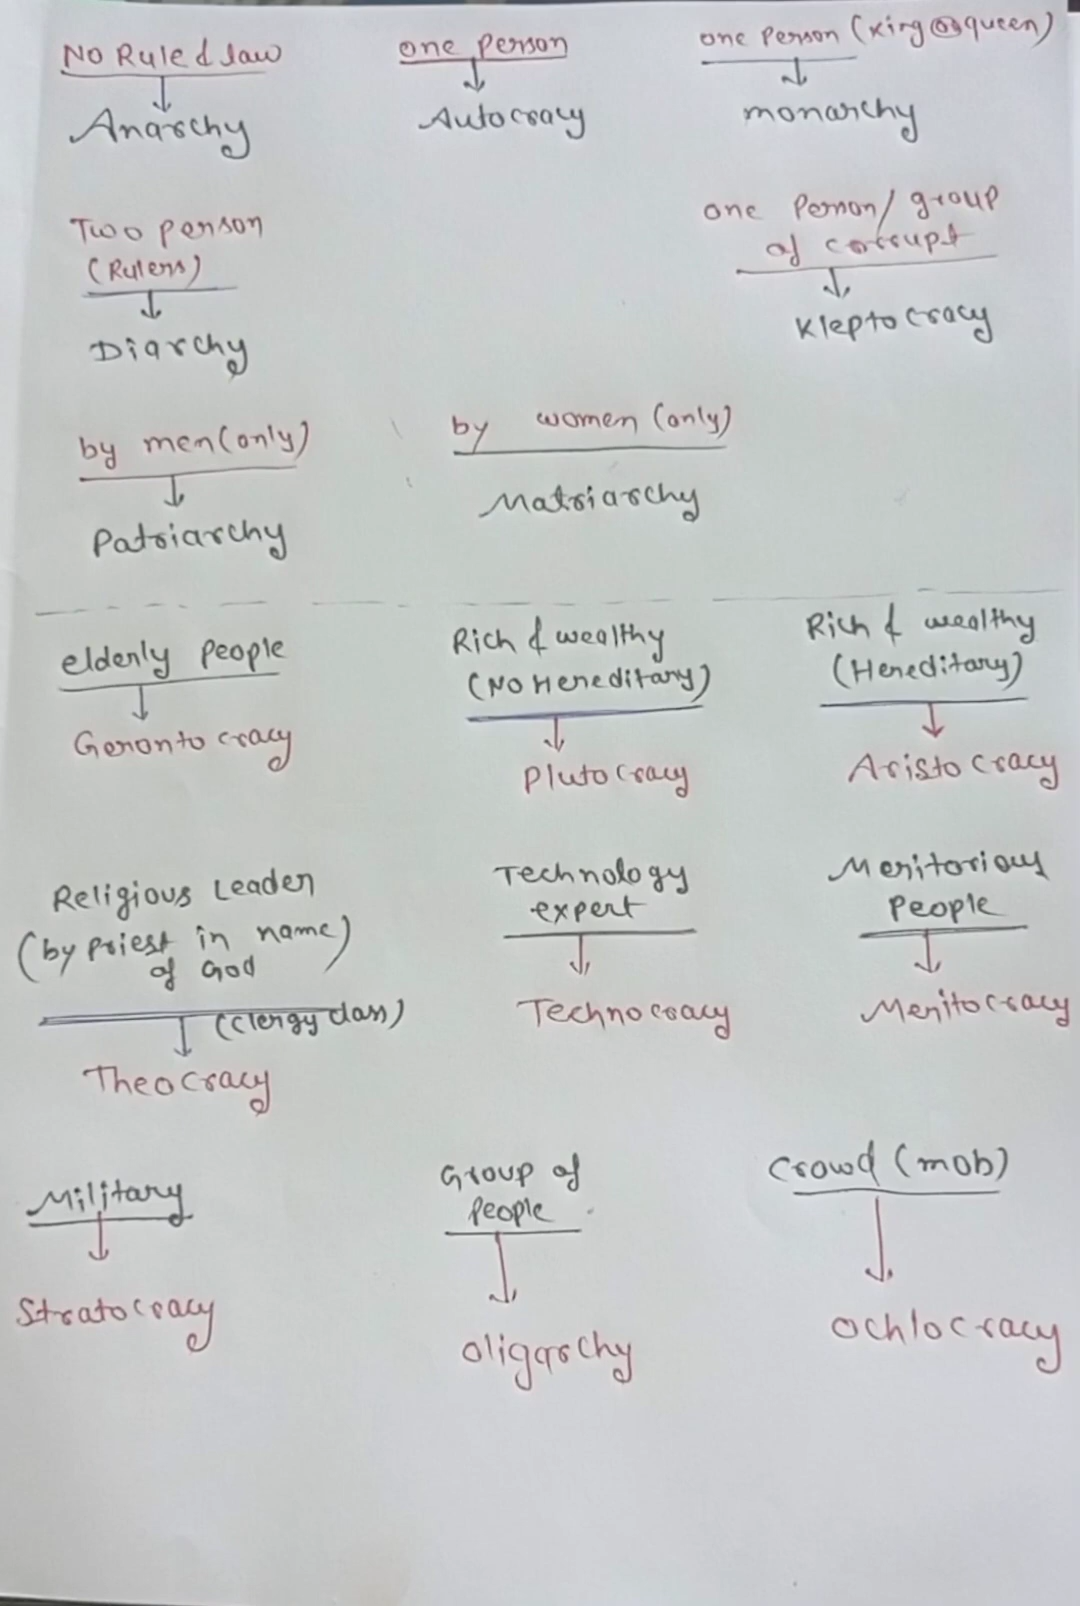 No Rule & law
Anarchy
one person
Autocracy
one person (king or queen)
monarchy
Two person
(Rulers)
Diarchy
one person/group
of corrupt
Kleptocracy
by men (only)
Patriarchy
by women (only)
Matriarchy
elderly people
Gerontocracy
Rich & wealthy
(No Hereditary)
Plutocracy
Rich & wealthy
(Hereditary)
Aristocracy
Religious Leader
(by priest in name)
of God
(clergy class)
Theocracy
Technology
expert
Technocracy
Meritorious
People
Meritocracy
Military
Stratocracy
Group of
People
Oligarchy
Crowd (mob)
Ochlocracy